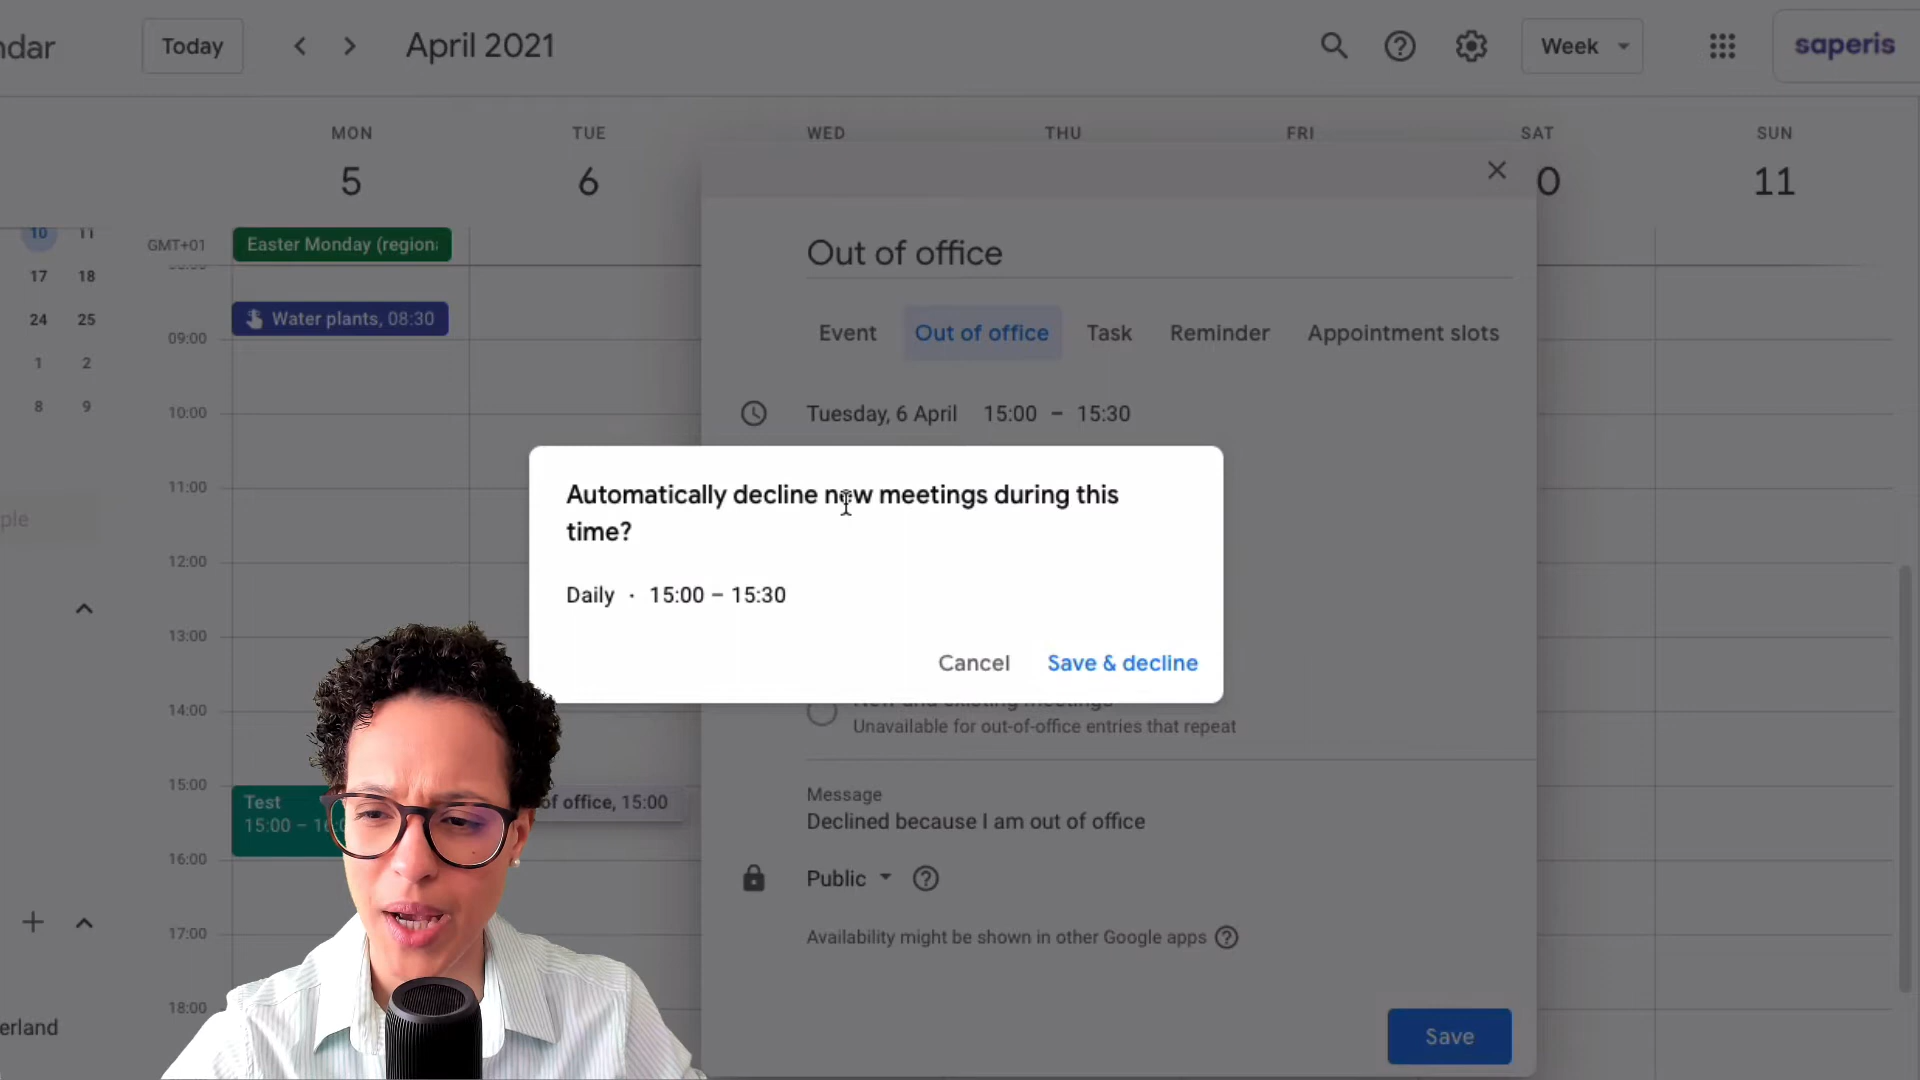 ndar
Today
April 2021
Week
saperis
MON
TUE
WED
THU
FRI
SAT
SUN
5
6
0
11
10 11
17 18
24 25
1 2
8 9
GMT+01
Easter Monday (region
Water plants, 08:30
09:00
10:00
11:00
12:00
13:00
14:00
15:00
16:00
17:00
18:00
ple
erland
Test
15:00 – 16:0
of office, 15:00
Out of office
Event
Out of office
Task
Reminder
Appointment slots
Tuesday, 6 April 15:00 – 15:30
Automatically decline new meetings during this
time?
Daily · 15:00 – 15:30
Cancel
Save & decline
New and existing meetings
Unavailable for out-of-office entries that repeat
Message
Declined because I am out of office
Public
Availability might be shown in other Google apps
Save